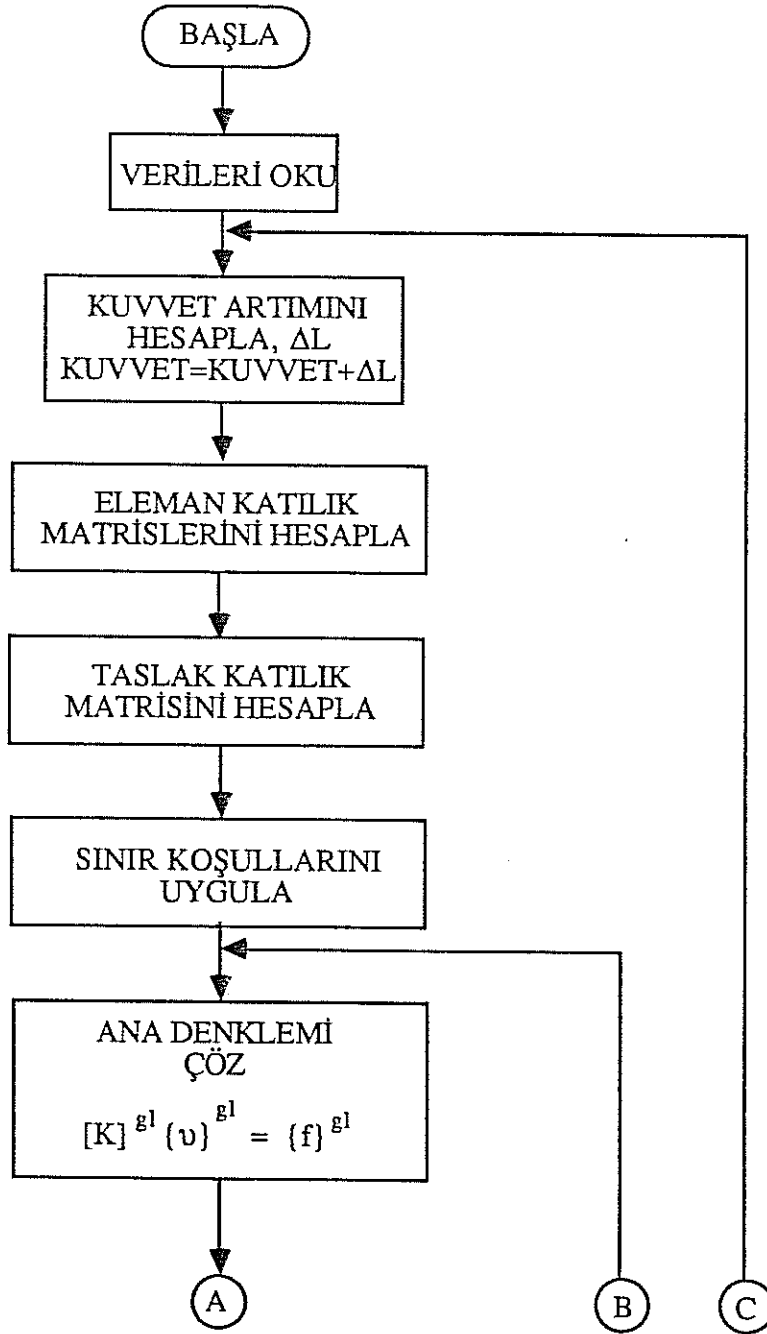 BAŞLA
VERİLERİ OKU
KUVVET ARTIMINI
HESAPLA, ΔL
KUVVET=KUVVET+ΔL
ELEMAN KATILIK
MATRİSLERİNİ HESAPLA
TASLAK KATILIK
MATRİSİNİ HESAPLA
SINIR KOŞULLARINI
UYGULA
ANA DENKLEMİ
ÇÖZ
[K]^gl {υ}^gl = {f}^gl
A
B
C